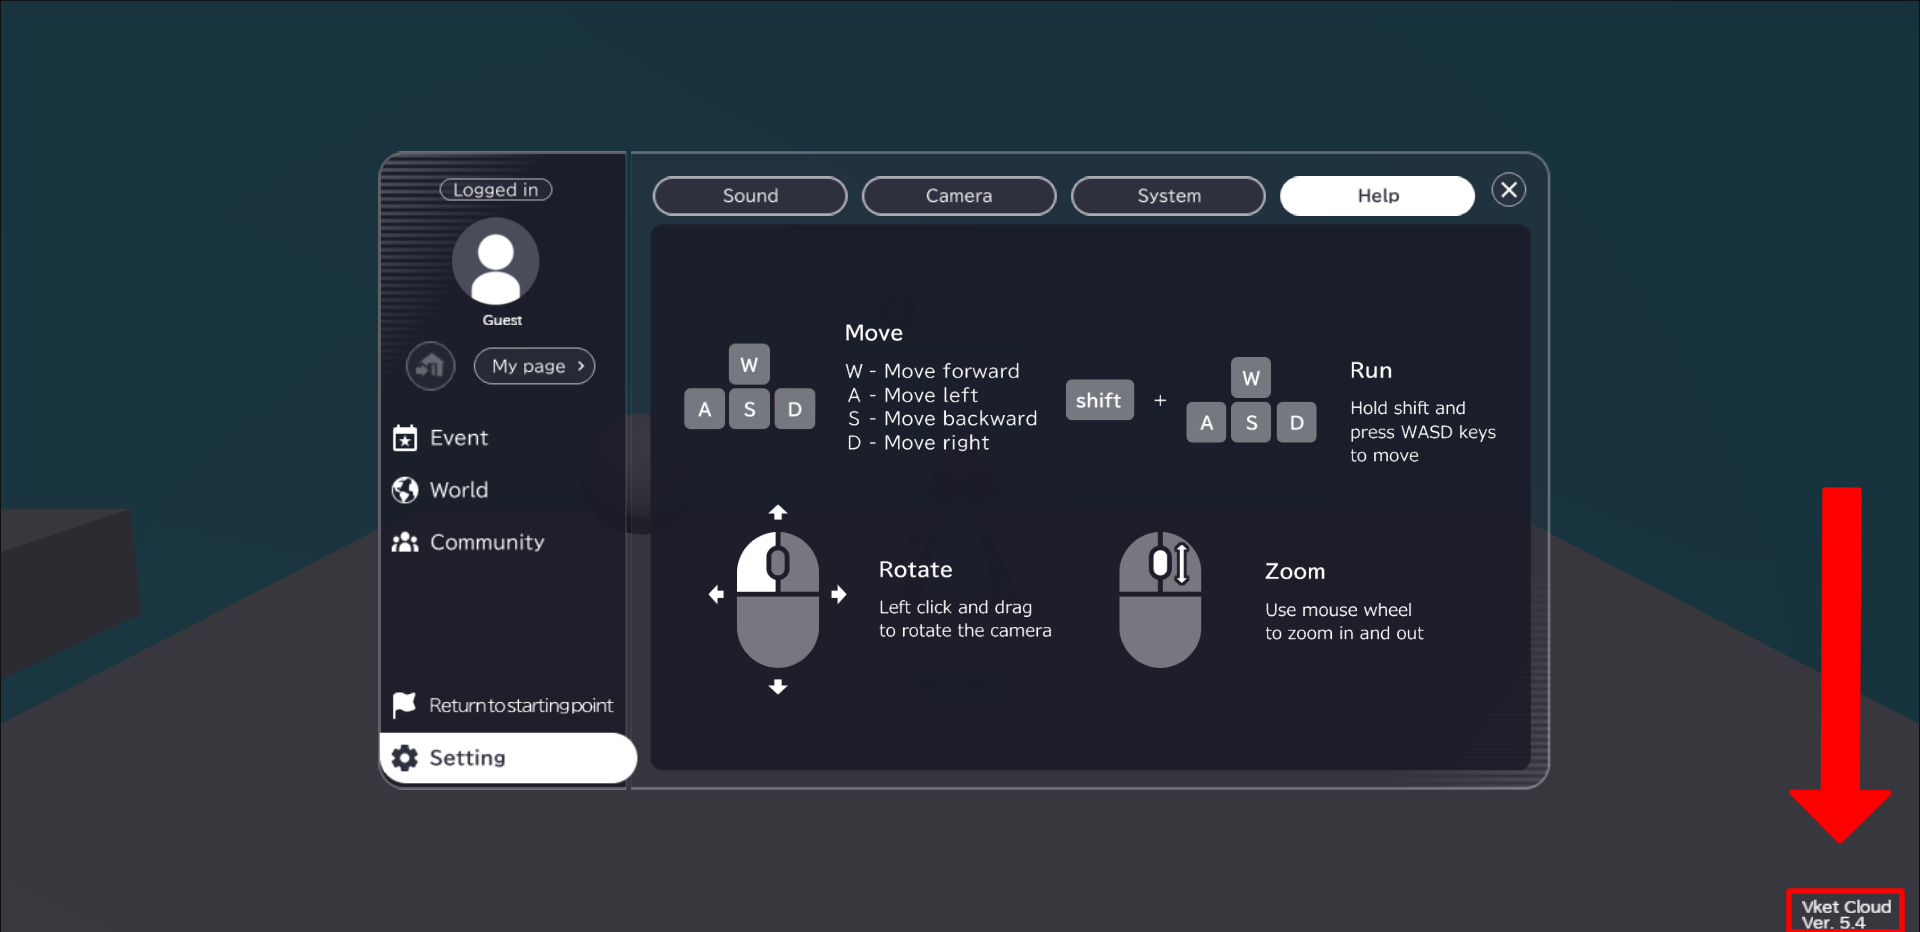 Logged in
Guest
My page
Event
World
Community
Return to starting point
Setting
Sound
Camera
System
Help
W
A
S
D
Move
W - Move forward
A - Move left
S - Move backward
D - Move right
shift
+
W
A
S
D
Run
Hold shift and
press WASD keys
to move
Rotate
Left click and drag
to rotate the camera
Zoom
Use mouse wheel
to zoom in and out
Vket Cloud
Ver. 5.4